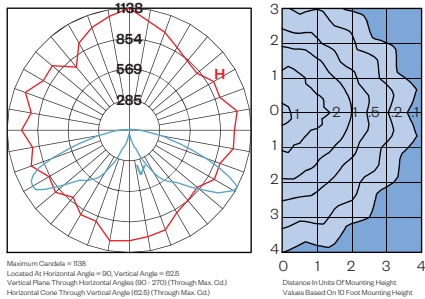 1138
854
569
285
H
3
2
1
0
1
2
3
4
1 2 1 .5 .2 .1
0 1 2 3 4
Maximum Candela = 1138
Located At Horizontal Angle = 90, Vertical Angle = 62.5
Vertical Plane Through Horizontal Angles (90 - 270) (Through Max. Cd.)
Horizontal Cone Through Vertical Angle (62.5) (Through Max. Cd.)
Distance In Units Of Mounting Height
Values Based On 10 Foot Mounting Height